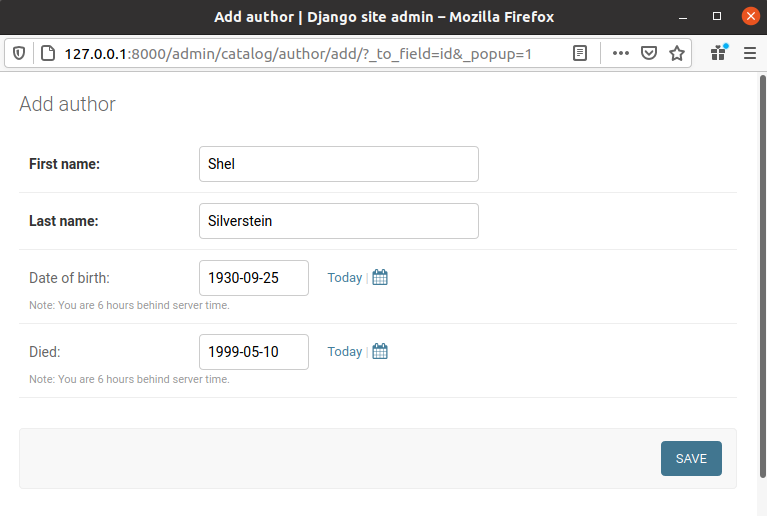 Add author | Django site admin – Mozilla Firefox
127.0.0.1:8000/admin/catalog/author/add/?_to_field=id&_popup=1
Add author
First name: Shel
Last name: Silverstein
Date of birth: 1930-09-25 Today |
Note: You are 6 hours behind server time.
Died: 1999-05-10 Today |
Note: You are 6 hours behind server time.
SAVE